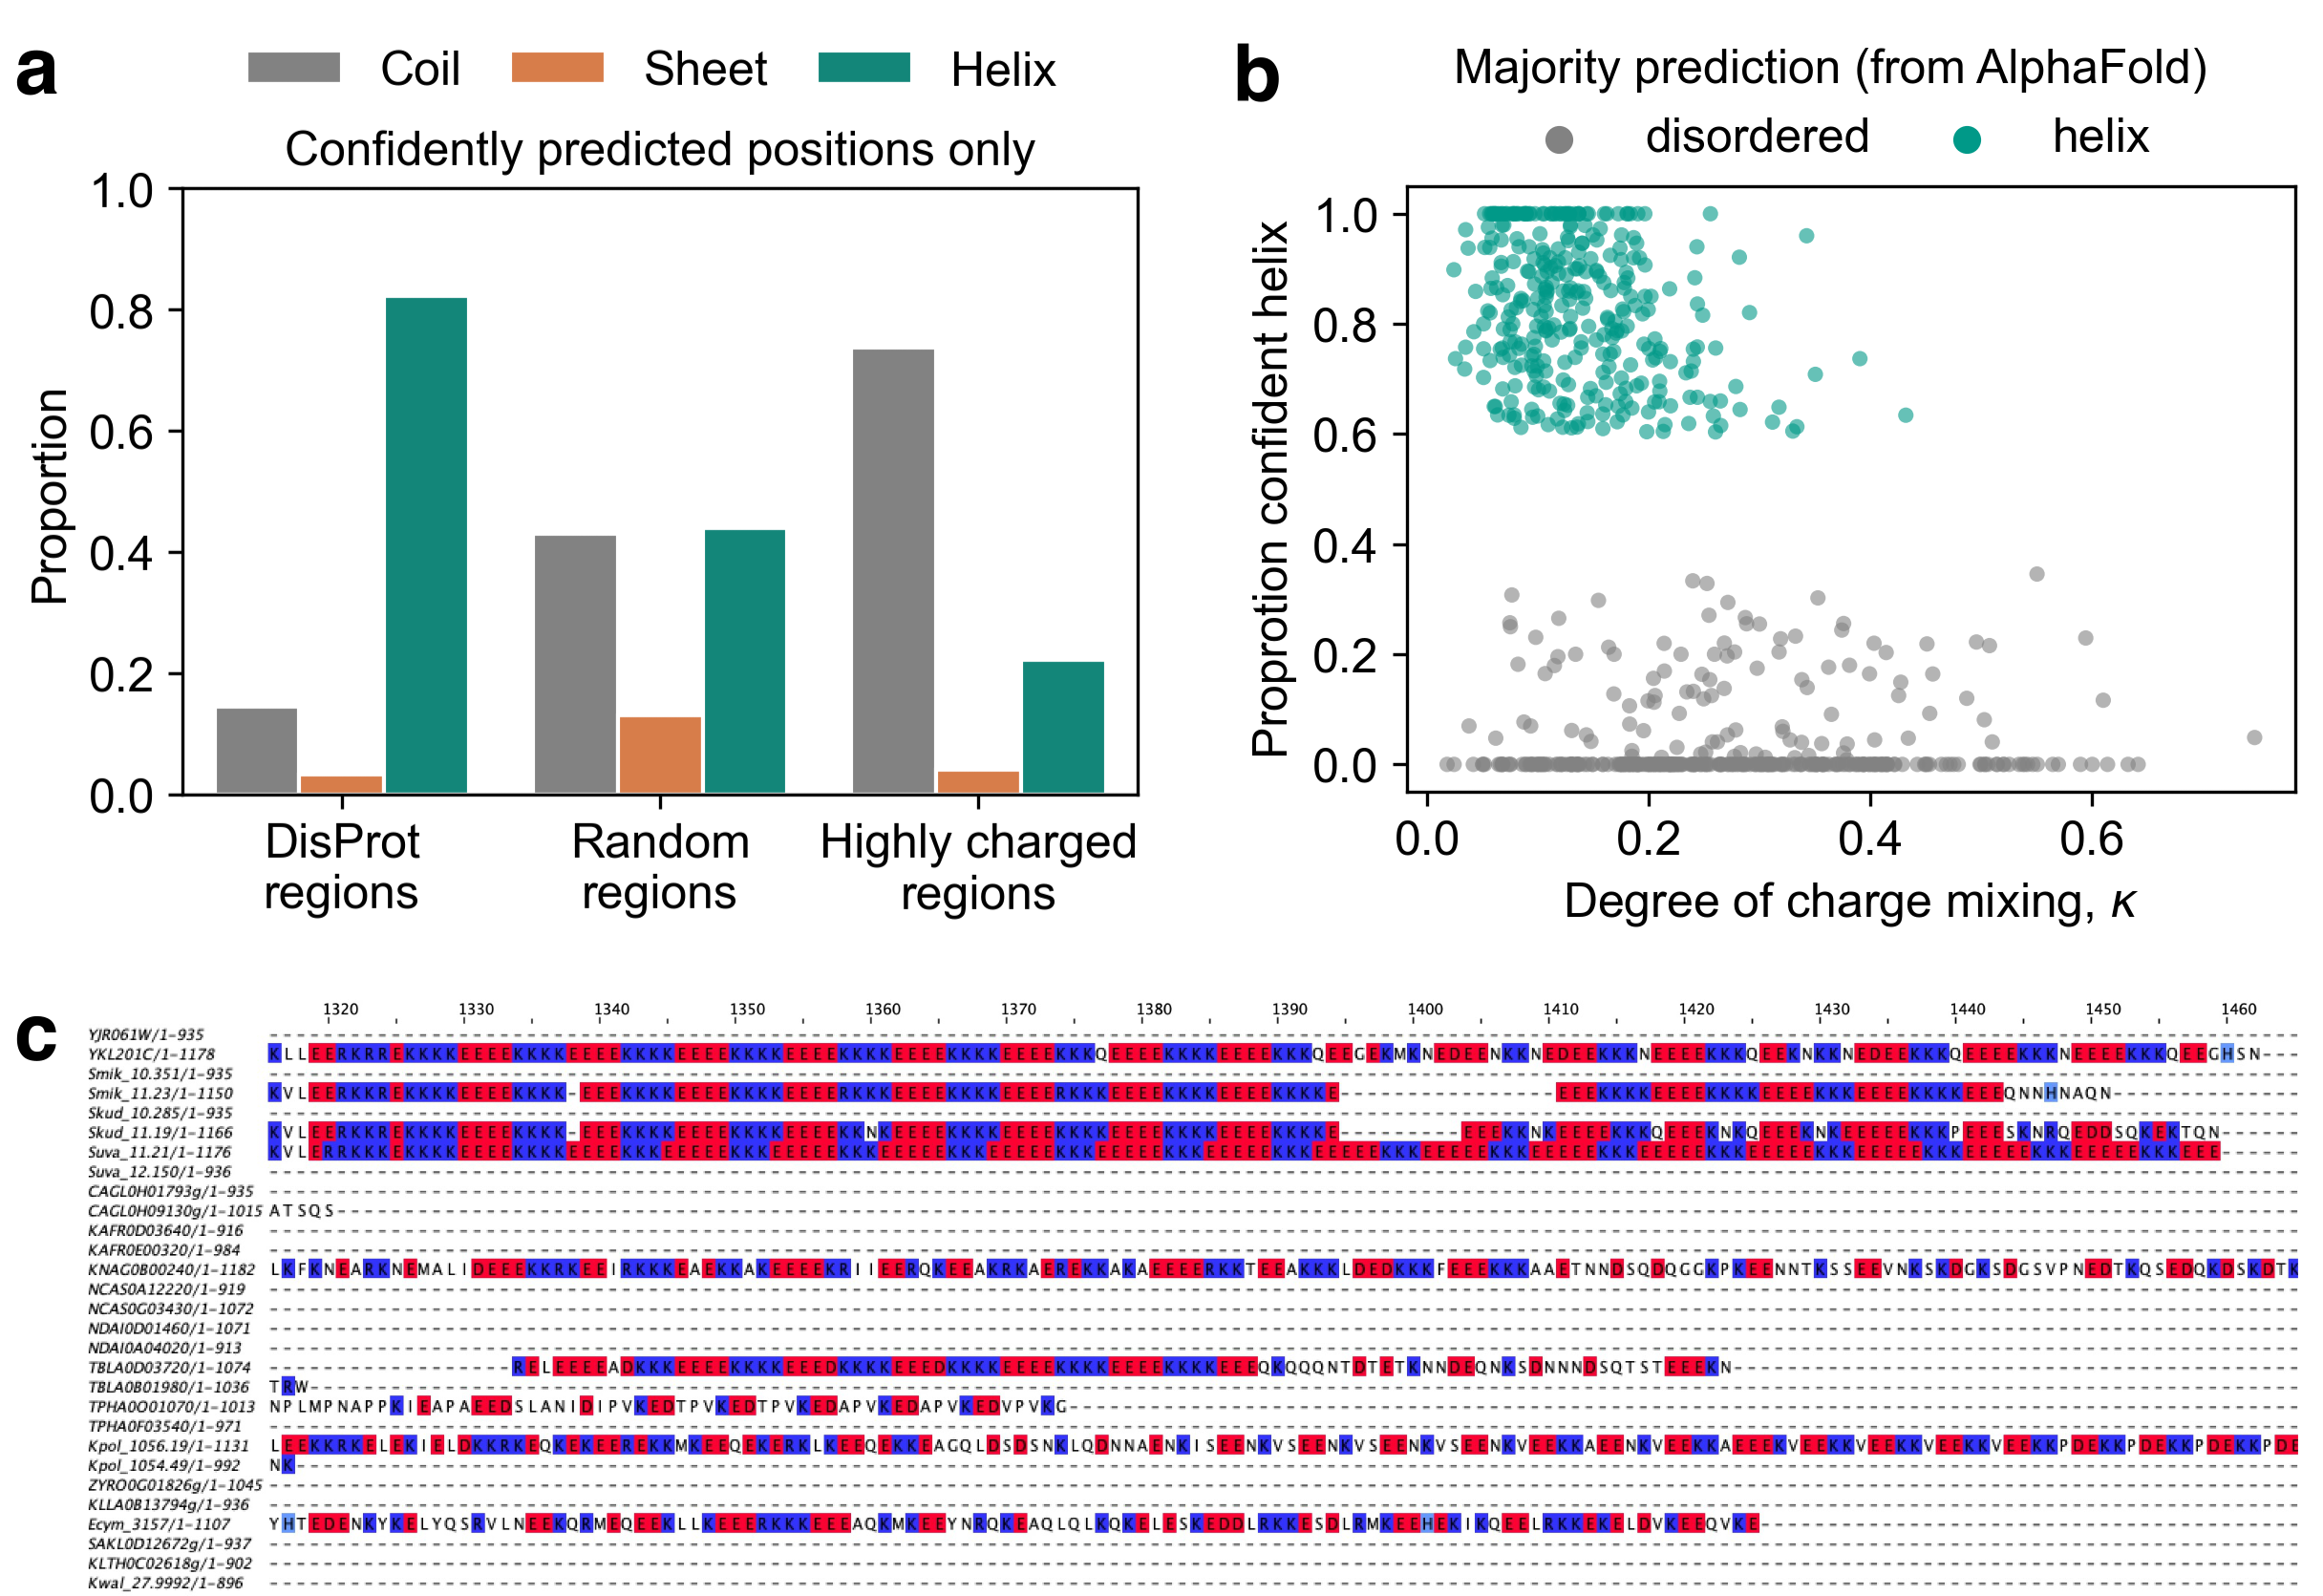 a
Coil Sheet Helix
Confidently predicted positions only
Proportion
1.0
0.8
0.6
0.4
0.2
0.0
DisProt regions
Random regions
Highly charged regions
b
Majority prediction (from AlphaFold)
disordered helix
Proprotion confident helix
1.0
0.8
0.6
0.4
0.2
0.0
0.0 0.2 0.4 0.6
Degree of charge mixing, κ
c
1320 1330 1340 1350 1360 1370 1380 1390 1400 1410 1420 1430 1440 1450 1460
YJR061W/1-935
YKL201C/1-1178 KLLEERKRREKKKKEEEEKKKKEEEEKKKKEEEEKKKKEEEEKKKKEEEEKKKKEEEEKKKQEEEEKKKKEEEEKKKQEEGEKMKNEDEENKKNEDEEKKKNEEEEKKKQEEKNKKNEDEEKKKQEEEEKKKNEEEEKKKQEEGHSN
Smik_10.351/1-935
Smik_11.23/1-1150
Skud_10.285/1-935
Skud_11.19/1-1166
Suva_11.21/1-1176
Suva_12.150/1-936
CAGL0H01793g/1-935
CAGL0H09130g/1-1015 ATSQS
KAFR0D03640/1-916
KAFR0E00320/1-984
KNAG0B00240/1-1182 LKFKNEARKNEMALIDEEEKKRKEEIRKKKEAEKKAKEEEEKRIIEERQKEEAKRKAEREKKAKAEEEERKKTEEAKKKLDEDKKKFEEEKKKAAETNNDSQDQGGKPKEENNTKSSEEVNKSKDGKSDGSVPNEDTKQSEDQKDSKDTK
NCAS0A12220/1-919
NCAS0G03430/1-1072
NDAI0D01460/1-1071
NDAI0A04020/1-913
TBLA0D03720/1-1074 RELEEEEADKKKEEEEKKKKEEEDKKKKEEEDKKKKEEEEKKKKEEEEKKKKEEEQKQQQNTDTETKNNDEQNKSDNNNDSQTSTEEEKN
TBLA0B01980/1-1036 TRW
TPHA0O01070/1-1013 NPLMPNAPPKIEAPAEEDSLANIDIPVKEDTPVKEDTPVKEDAPVKEDAPVKEDVPVKG
TPHA0F03540/1-971
Kpol_1056.19/1-1131 LEEKKRKELEKIELDKKRKEQKEKEEREKKMKEEQEKERKLKEEQEKKEAGQLDSDSNKLQDNNAENKISEENKVSEENKVSEENKVSEENKVEEKKAEENKVEEKKAEEEKVEEKKVEEKKVEEKKVEEKKPDEKKPDEKKPDEKKPDE
Kpol_1054.49/1-992 NK
ZYRO0G01826g/1-1045
KLLA0B13794g/1-936
Ecym_3157/1-1107 YHTEDENKYKELYQSRVLNEEKQRMEQEEKLLKEEERKKKEEEAQKMKEEYNRQKEAQLQLKQKELESKEDDLRKKESDLRMKEEHEKIKQEELRKKEKELDVKEEQVKE
SAKL0D12672g/1-937
KLTH0C02618g/1-902
Kwal_27.9992/1-896